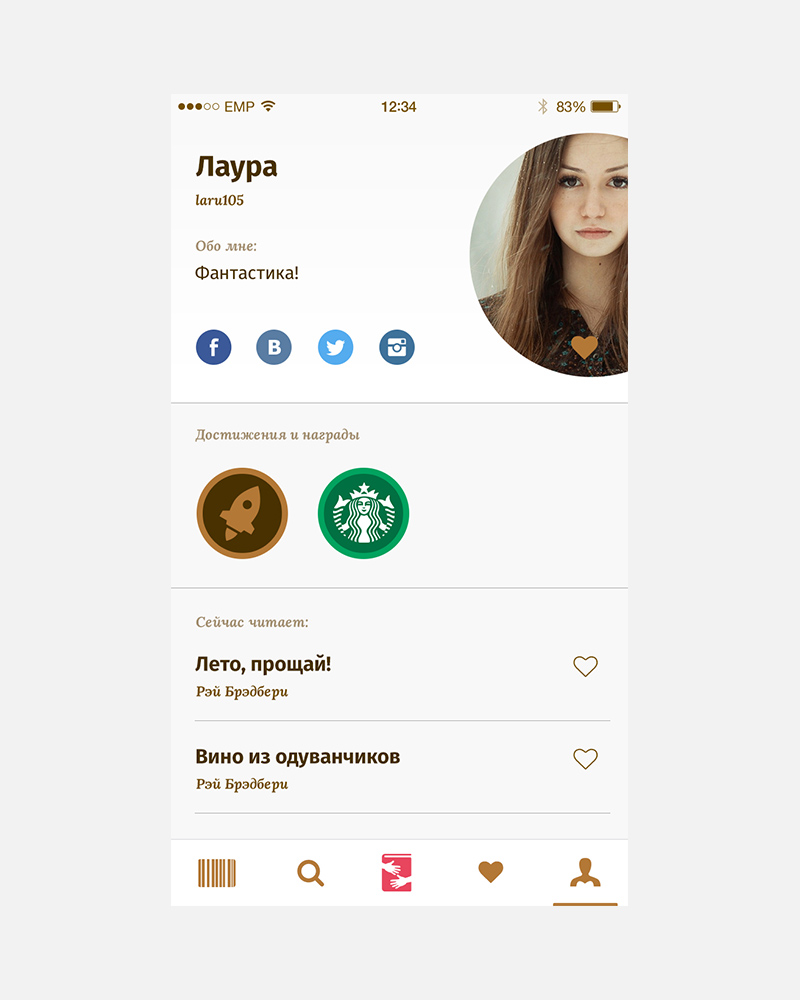 EMP 12:34 83%
Лаура
laru105
Обо мне:
Фантастика!
f B
Достижения и награды
Сейчас читает:
Лето, прощай!
Рэй Брэдбери
Вино из одуванчиков
Рэй Брэдбери